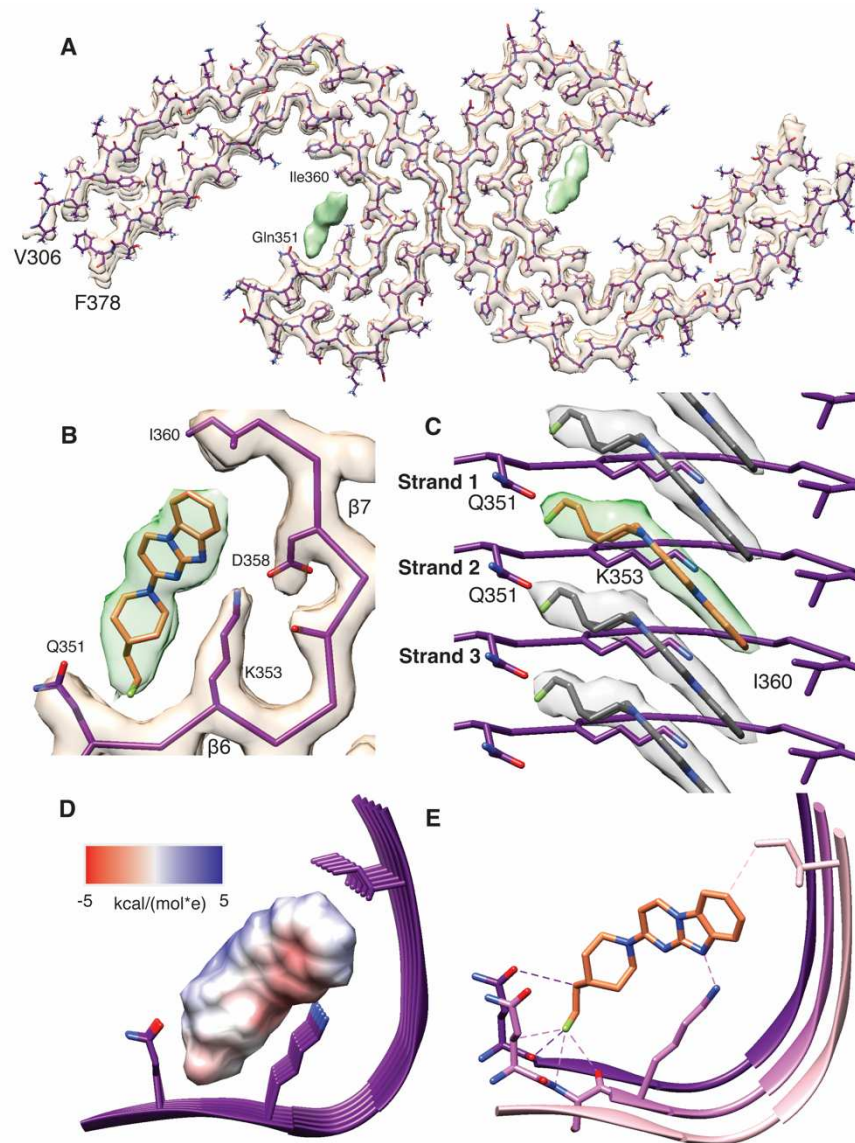 A
Ile360
Gln351
V306
F378
B
I360
β7
D358
Q351
K353
β6
C
Strand 1
Q351
Strand 2
K353
Q351
Strand 3
I360
D
-5 5
kcal/(mol*e)
E